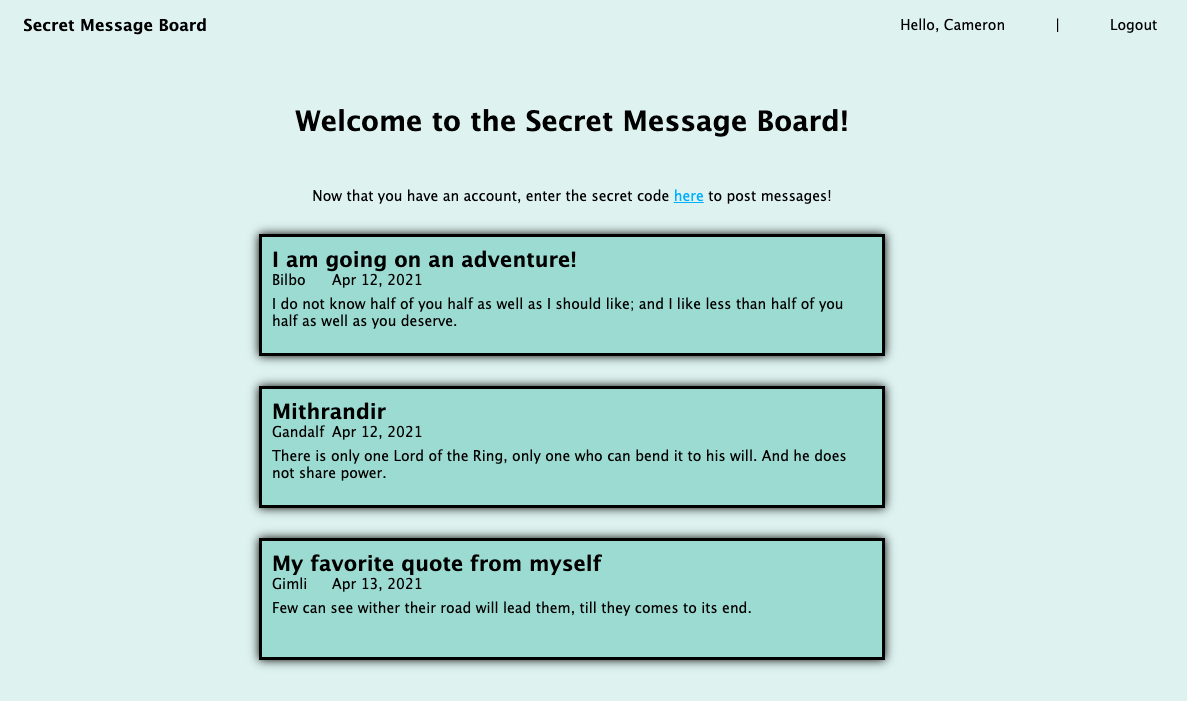 Secret Message Board
Hello, Cameron | Logout
Welcome to the Secret Message Board!
Now that you have an account, enter the secret code here to post messages!
I am going on an adventure!
Bilbo Apr 12, 2021
I do not know half of you half as well as I should like; and I like less than half of you
half as well as you deserve.
Mithrandir
Gandalf Apr 12, 2021
There is only one Lord of the Ring, only one who can bend it to his will. And he does
not share power.
My favorite quote from myself
Gimli Apr 13, 2021
Few can see wither their road will lead them, till they comes to its end.